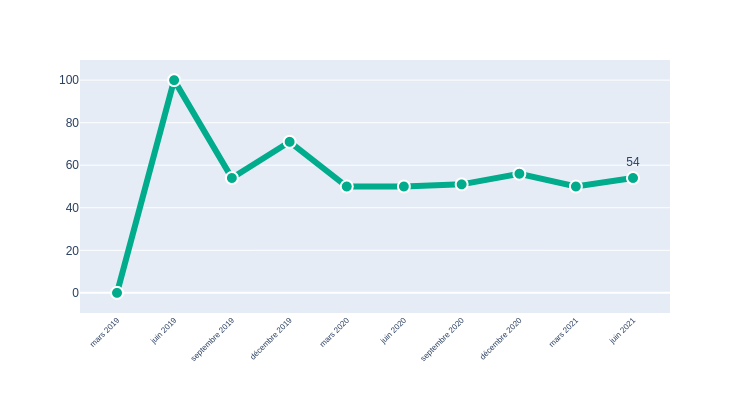 100
80
60
40
20
0
54
mars 2019
juin 2019
septembre 2019
décembre 2019
mars 2020
juin 2020
septembre 2020
décembre 2020
mars 2021
juin 2021